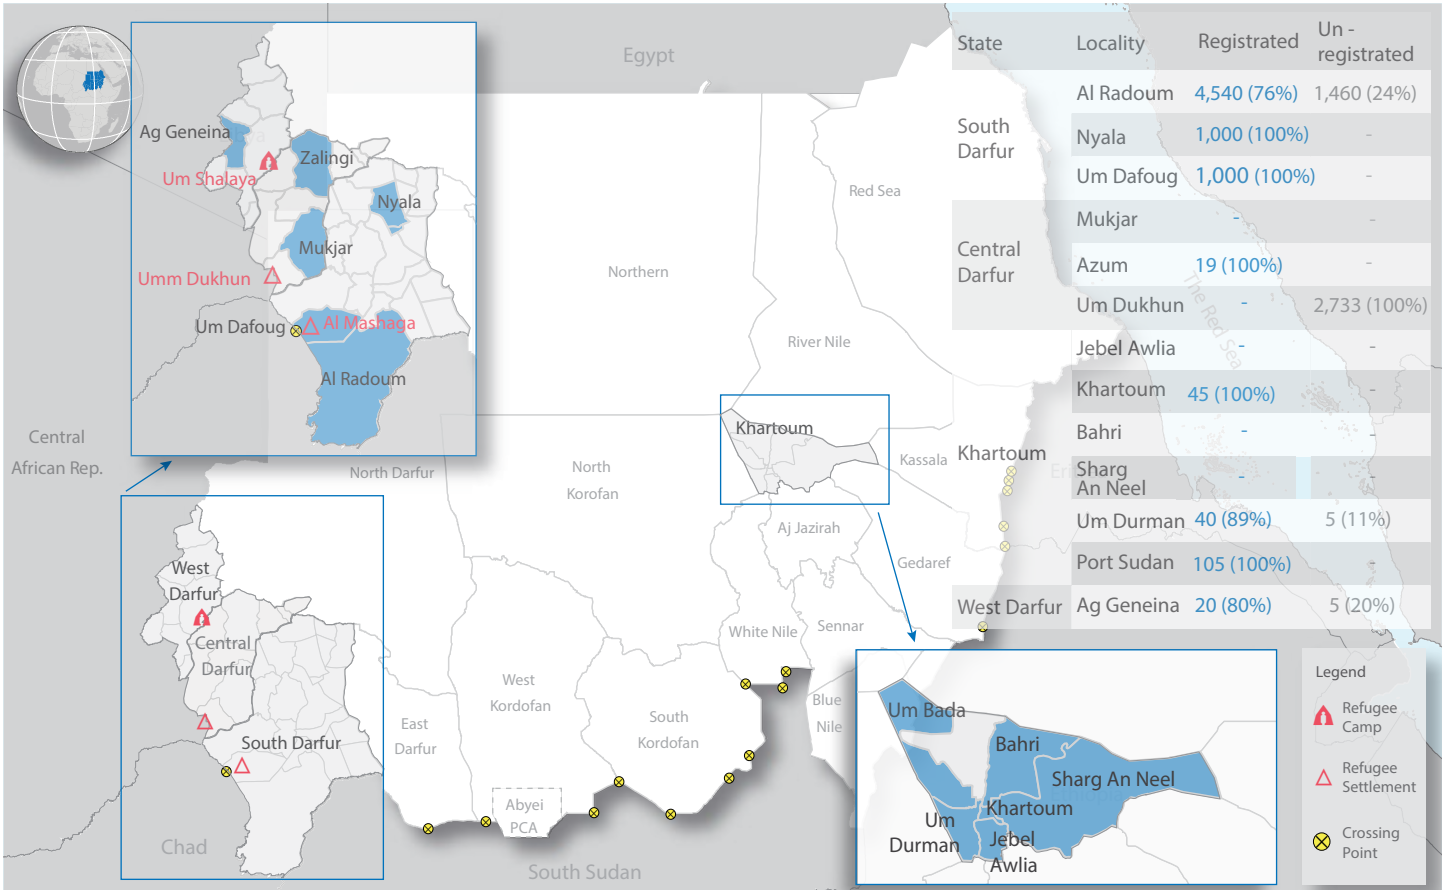 Egypt
Red Sea
Northern
River Nile
Khartoum
Kassala
North Darfur
North
Korofan
Aj Jazirah
Gedaref
White Nile
Sennar
Blue
Nile
West
Kordofan
South
Kordofan
East
Darfur
Abyei
PCA
South Sudan
Chad
Central
African Rep.
The Red Sea
Ethiopia
Ag Geneina
Um Shalaya
Zalingi
Nyala
Mukjar
Umm Dukhun
Um Dafoug
Al Mashaga
Al Radoum
West
Darfur
Central
Darfur
South Darfur
State Locality Registrated Un -
registrated
South
Darfur
Al Radoum 4,540 (76%) 1,460 (24%)
Nyala 1,000 (100%) -
Um Dafoug 1,000 (100%) -
Central
Darfur
Mukjar - -
Azum 19 (100%) -
Um Dukhun - 2,733 (100%)
Khartoum
Jebel Awlia - -
Khartoum 45 (100%) -
Bahri - -
Sharg
An Neel - -
Um Durman 40 (89%) 5 (11%)
Port Sudan 105 (100%) -
West Darfur Ag Geneina 20 (80%) 5 (20%)
Um Bada
Bahri
Sharg An Neel
Khartoum
Um
Durman
Jebel
Awlia
Legend
Refugee
Camp
Refugee
Settlement
Crossing
Point